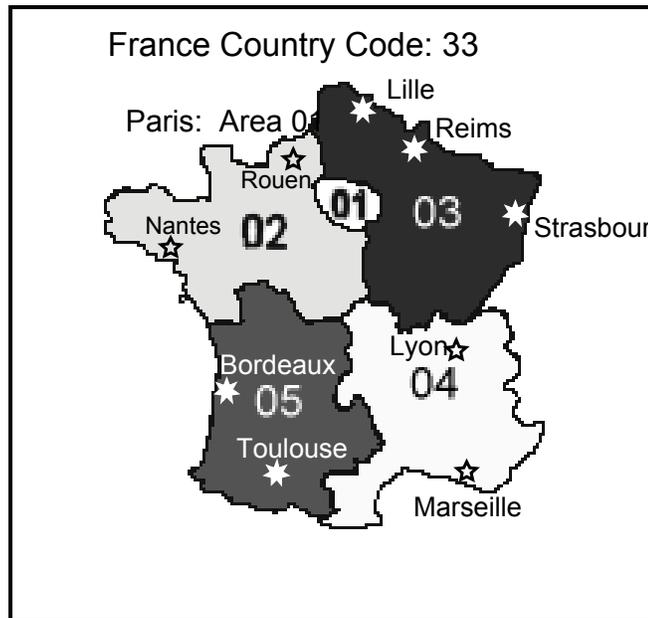 France Country Code: 33
Lille
Paris: Area 0
Reims
Rouen
01
03
Nantes
02
Strasbour
Lyon
Bordeaux
04
05
Toulouse
Marseille